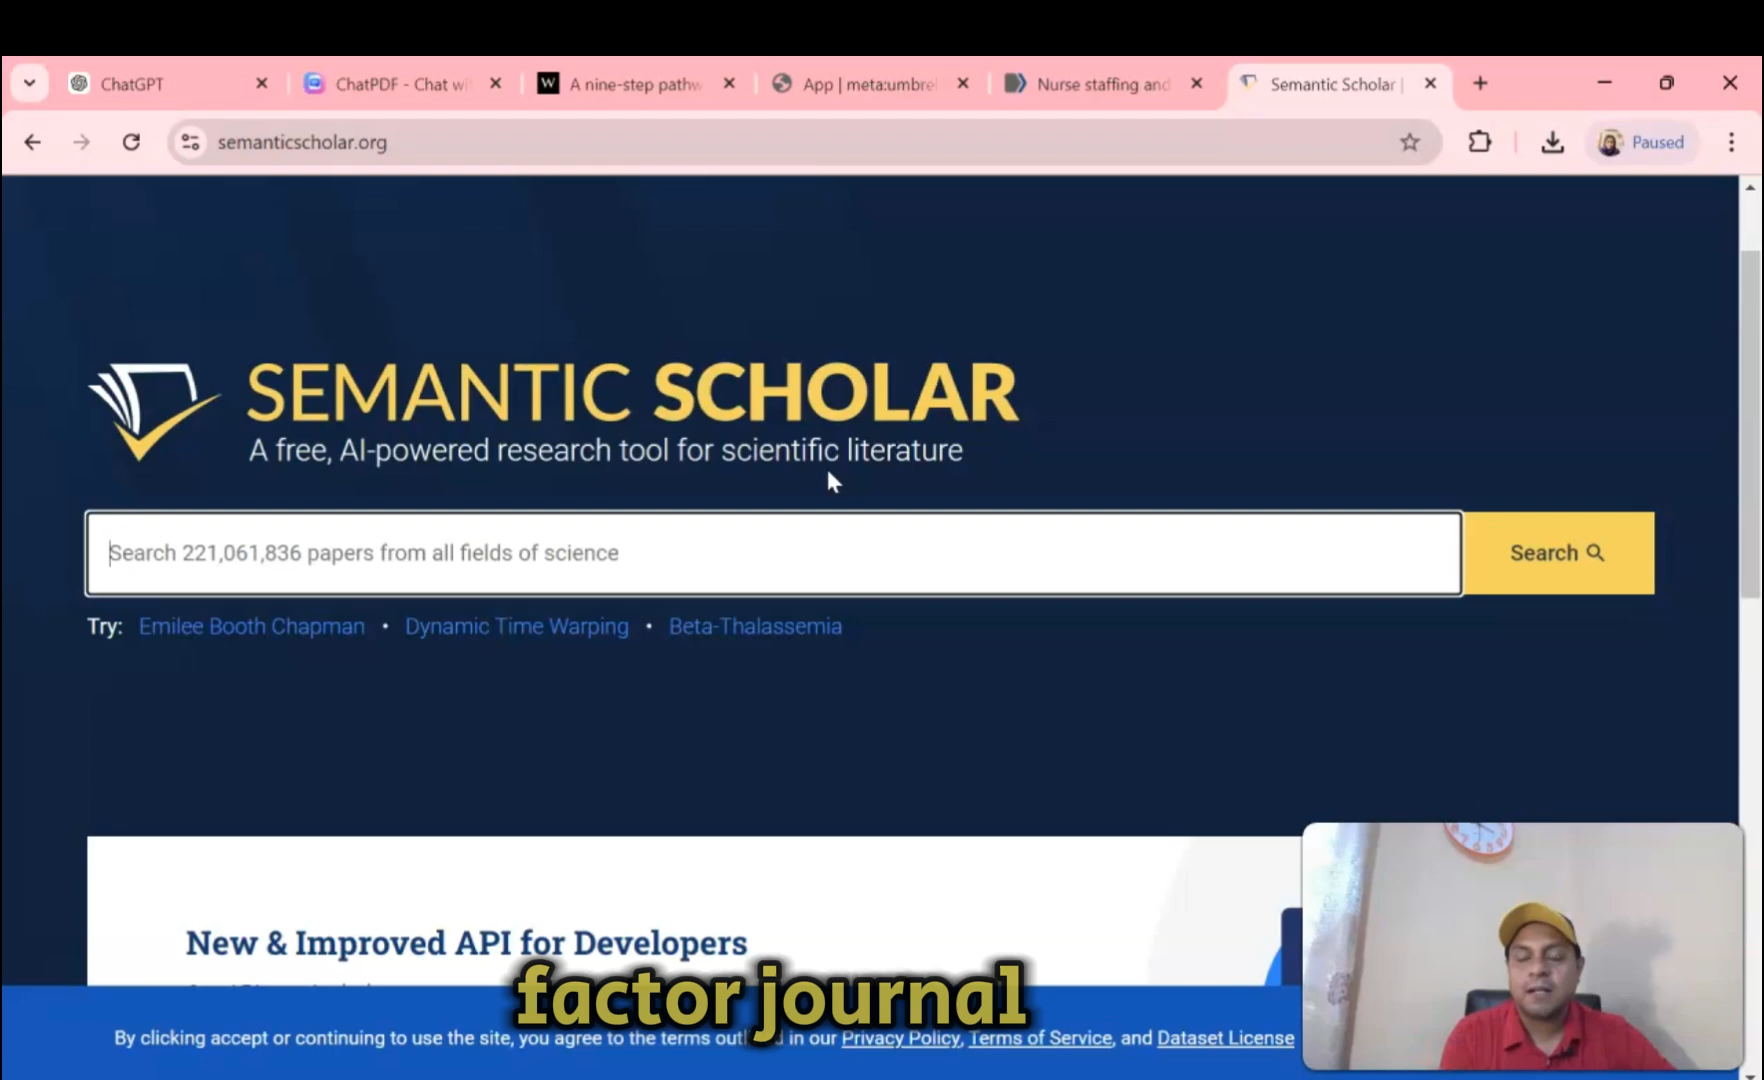 ChatGPT
ChatPDF - Chat wi
A nine-step pathw
App | meta:umbrel
Nurse staffing and
Semantic Scholar |
semanticscholar.org
Paused
SEMANTIC SCHOLAR
A free, AI-powered research tool for scientific literature
Search 221,061,836 papers from all fields of science
Search
Try: Emilee Booth Chapman • Dynamic Time Warping • Beta-Thalassemia
New & Improved API for Developers
factor journal
By clicking accept or continuing to use the site, you agree to the terms out in our Privacy Policy, Terms of Service, and Dataset License